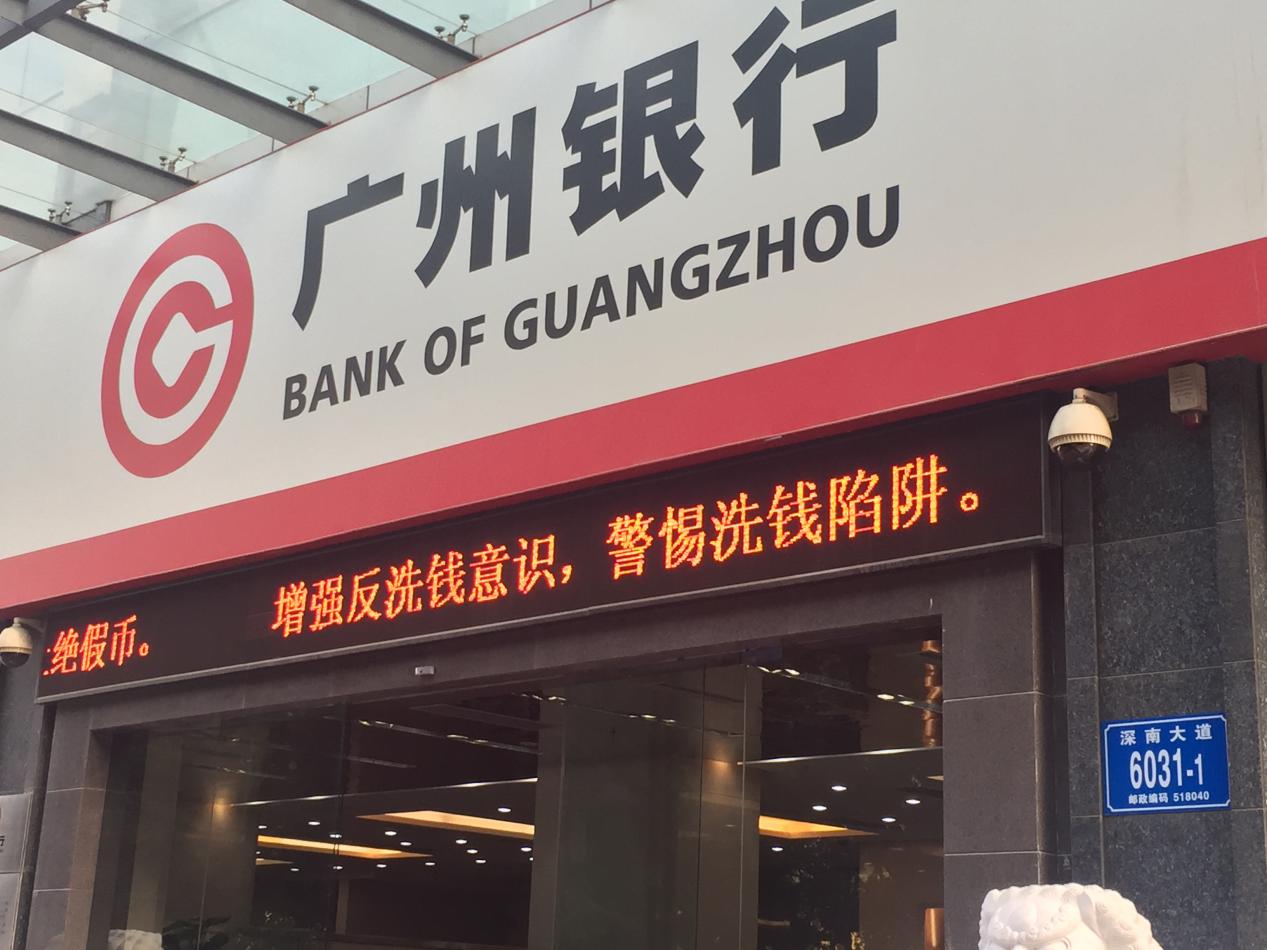 广州银行
BANK OF GUANGZHOU
绝假币。 增强反洗钱意识，警惕洗钱陷阱。
深南大道
6031-1
邮政编码 518040
行